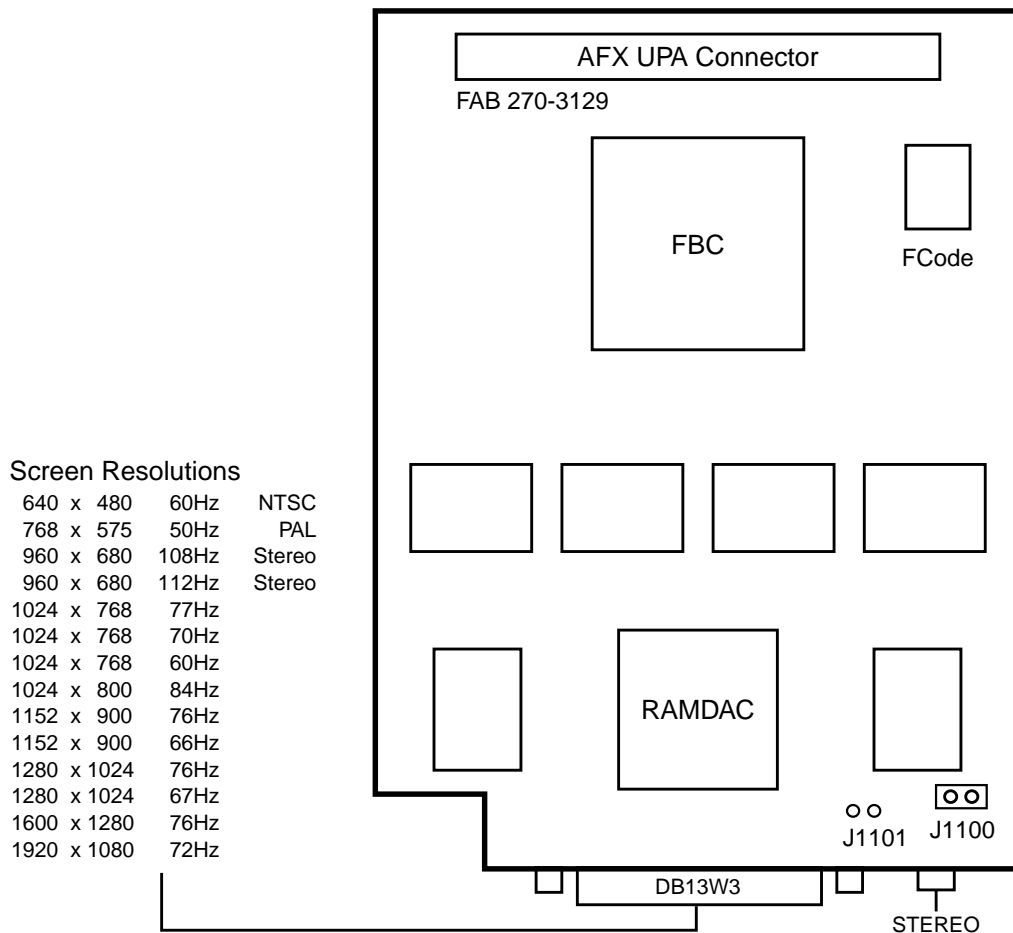 AFX UPA Connector
FAB 270-3129
FBC
FCode
Screen Resolutions
640 x 480 60Hz NTSC
768 x 575 50Hz PAL
960 x 680 108Hz Stereo
960 x 680 112Hz Stereo
1024 x 768 77Hz
1024 x 768 70Hz
1024 x 768 60Hz
1024 x 800 84Hz
1152 x 900 76Hz
1152 x 900 66Hz
1280 x 1024 76Hz
1280 x 1024 67Hz
1600 x 1280 76Hz
1920 x 1080 72Hz
RAMDAC
J1101
J1100
DB13W3
STEREO